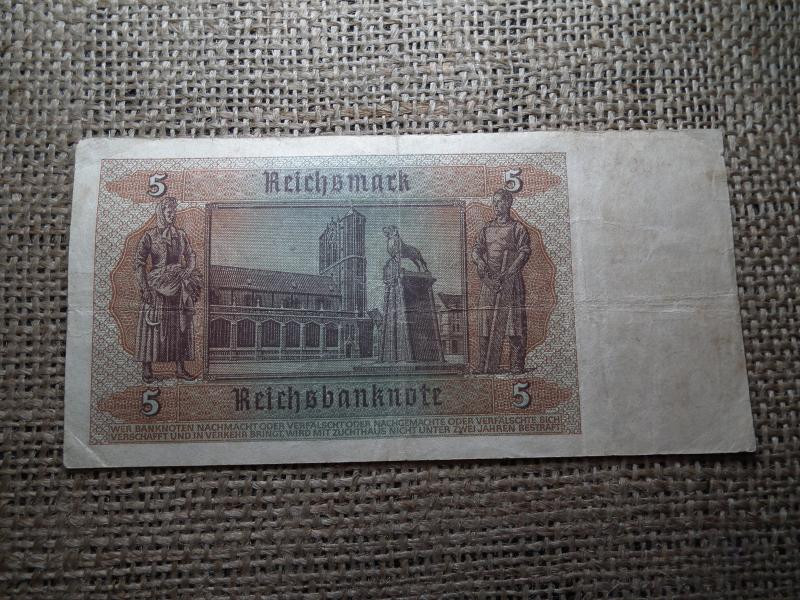 5 Reichsmark 5
5 Reichsbanknote 5
WER BANKNOTEN NACHMACHT ODER VERFÄLSCHT ODER NACHGEMACHTE ODER VERFÄLSCHTE SICH
VERSCHAFFT UND IN VERKEHR BRINGT, WIRD MIT ZUCHTHAUS NICHT UNTER ZWEI JAHREN BESTRAFT